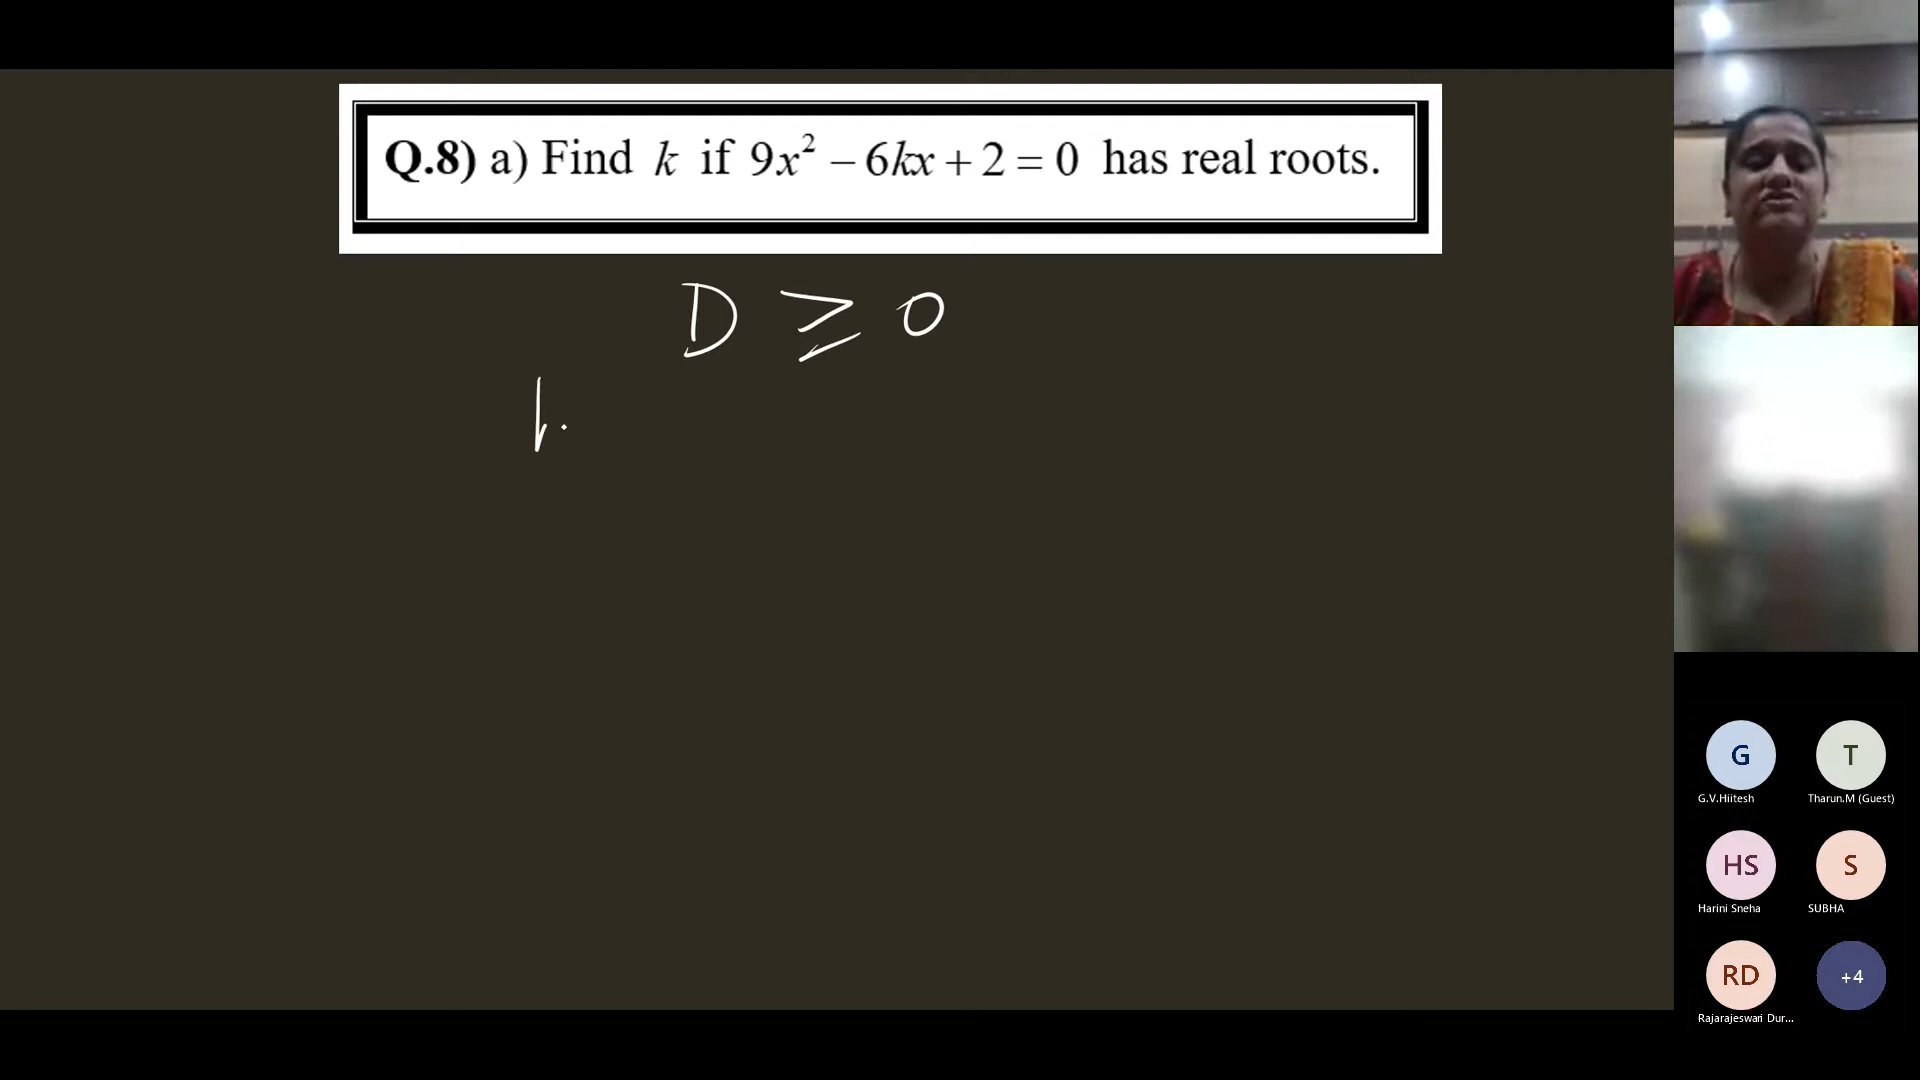 Q.8) a) Find k if 9x² – 6kx + 2 = 0 has real roots.
D ≥ 0
G
G.V.Hiitesh
T
Tharun.M (Guest)
HS
Harini Sneha
S
SUBHA
RD
Rajarajeswari Dur...
+4